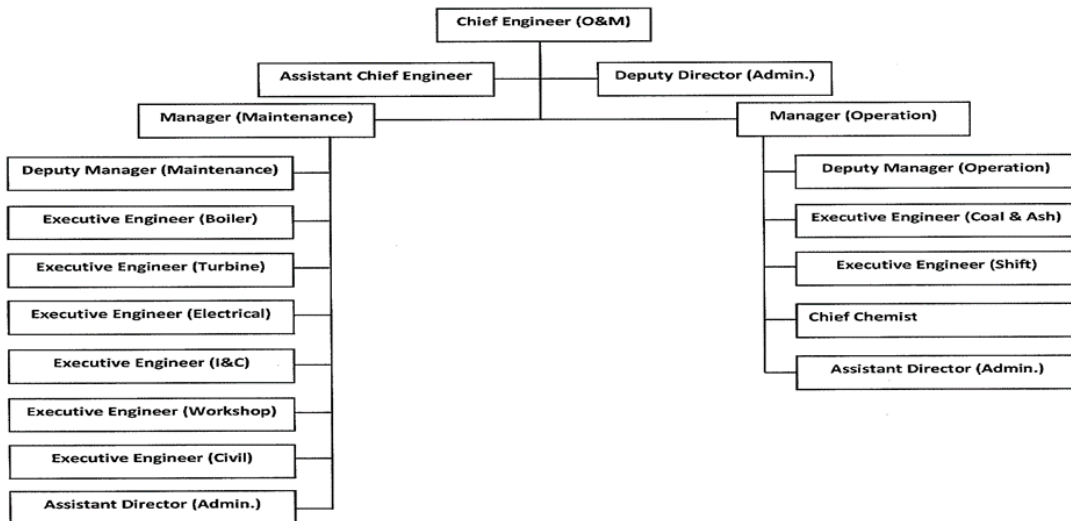 Chief Engineer (O&M)
Assistant Chief Engineer
Deputy Director (Admin.)
Manager (Maintenance)
Manager (Operation)
Deputy Manager (Maintenance)
Executive Engineer (Boiler)
Executive Engineer (Turbine)
Executive Engineer (Electrical)
Executive Engineer (I&C)
Executive Engineer (Workshop)
Executive Engineer (Civil)
Assistant Director (Admin.)
Deputy Manager (Operation)
Executive Engineer (Coal & Ash)
Executive Engineer (Shift)
Chief Chemist
Assistant Director (Admin.)